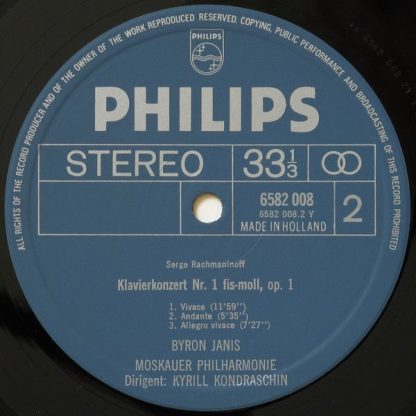 ALL RIGHTS OF THE RECORD PRODUCER AND OF THE OWNER OF THE WORK REPRODUCED RESERVED. COPYING, PUBLIC PERFORMANCE AND BROADCASTING OF THIS RECORD PROHIBITED
PHILIPS
PHILIPS
STEREO
33 1/3
6582 008
6582 008.2 Y
MADE IN HOLLAND
2
Serge Rachmaninoff
Klavierkonzert Nr. 1 fis-moll, op. 1
1. Vivace (11'59")
2. Andante (5'35")
3. Allegro vivace (7'27")
BYRON JANIS
MOSKAUER PHILHARMONIE
Dirigent: KYRILL KONDRASCHIN